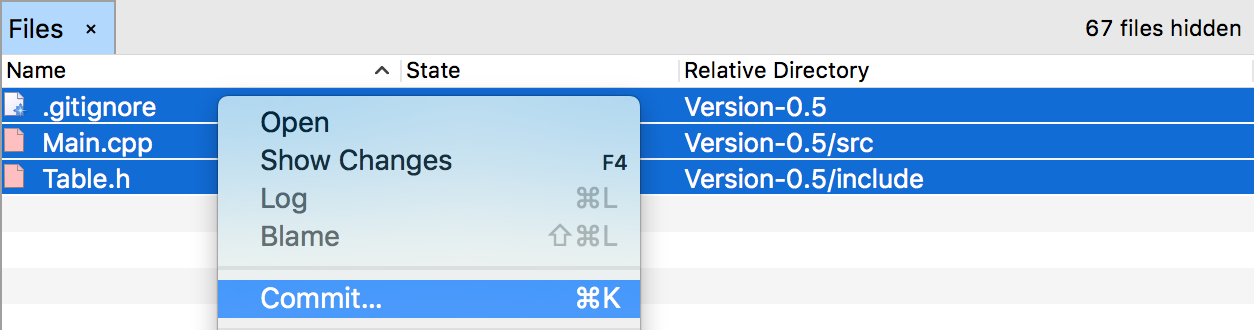 Files × 67 files hidden
Name State Relative Directory
.gitignore Version-0.5
Main.cpp Version-0.5/src
Table.h Version-0.5/include
Open
Show Changes F4
Log ⌘L
Blame ⇧⌘L
Commit... ⌘K